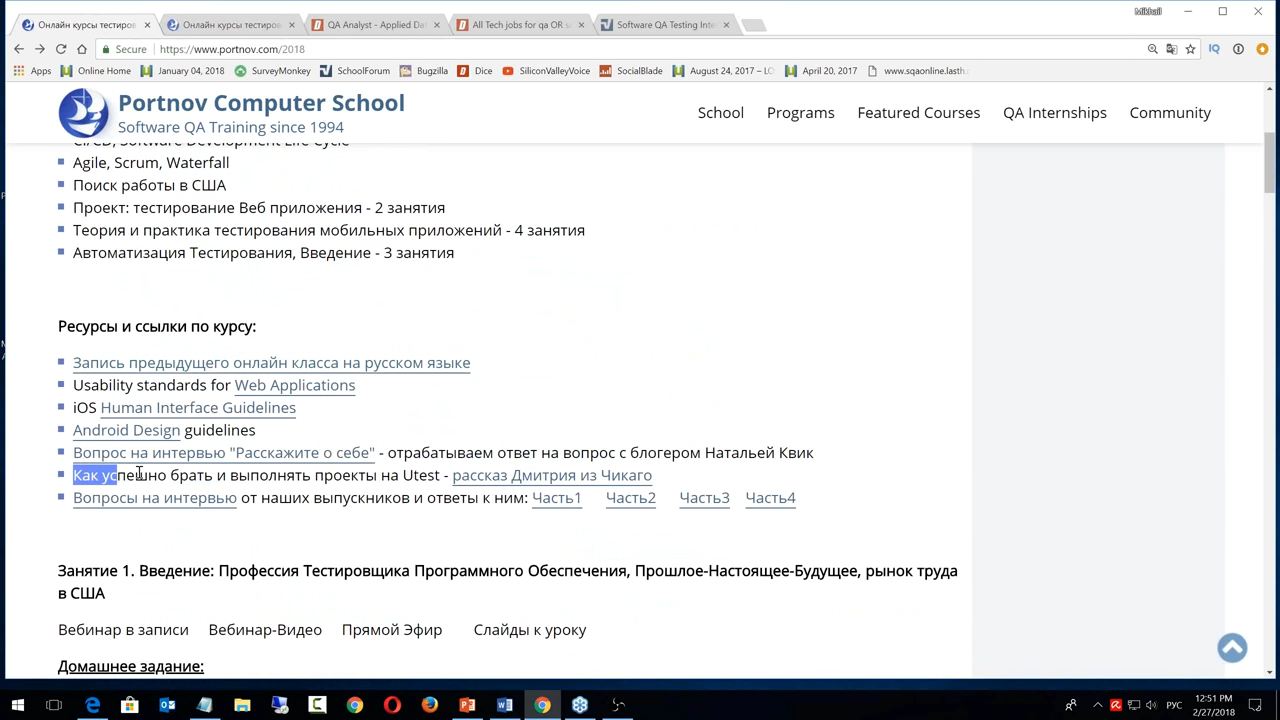 Mikhail
Онлайн курсы тестиров
Онлайн курсы тестиров
QA Analyst - Applied Da
All Tech jobs for qa OR s
Software QA Testing Inte
Secure https://www.portnov.com/2018
Apps Online Home January 04, 2018 SurveyMonkey SchoolForum Bugzilla Dice SiliconValleyVoice SocialBlade August 24, 2017 – LO April 20, 2017 www.sqaonline.lasth
Portnov Computer School
Software QA Training since 1994
School Programs Featured Courses QA Internships Community
CI/CD, Software Development Life Cycle
Agile, Scrum, Waterfall
Поиск работы в США
Проект: тестирование Веб приложения - 2 занятия
Теория и практика тестирования мобильных приложений - 4 занятия
Автоматизация Тестирования, Введение - 3 занятия
Ресурсы и ссылки по курсу:
Запись предыдущего онлайн класса на русском языке
Usability standards for Web Applications
iOS Human Interface Guidelines
Android Design guidelines
Вопрос на интервью "Расскажите о себе" - отрабатываем ответ на вопрос с блогером Натальей Квик
Как успешно брать и выполнять проекты на Utest - рассказ Дмитрия из Чикаго
Вопросы на интервью от наших выпускников и ответы к ним: Часть1 Часть2 Часть3 Часть4
Занятие 1. Введение: Профессия Тестировщика Программного Обеспечения, Прошлое-Настоящее-Будущее, рынок труда
в США
Вебинар в записи Вебинар-Видео Прямой Эфир Слайды к уроку
Домашнее задание:
РУС
12:51 PM
2/27/2018